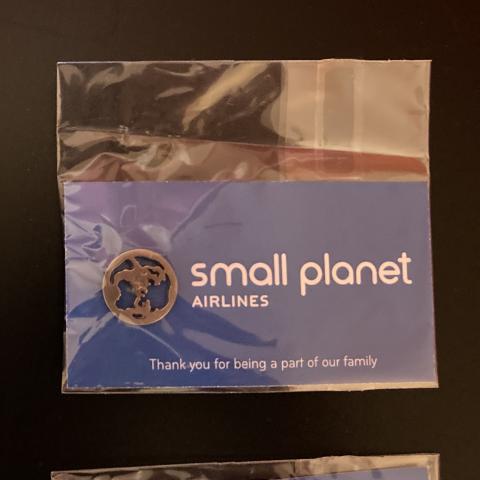 small planet
AIRLINES
Thank you for being a part of our family